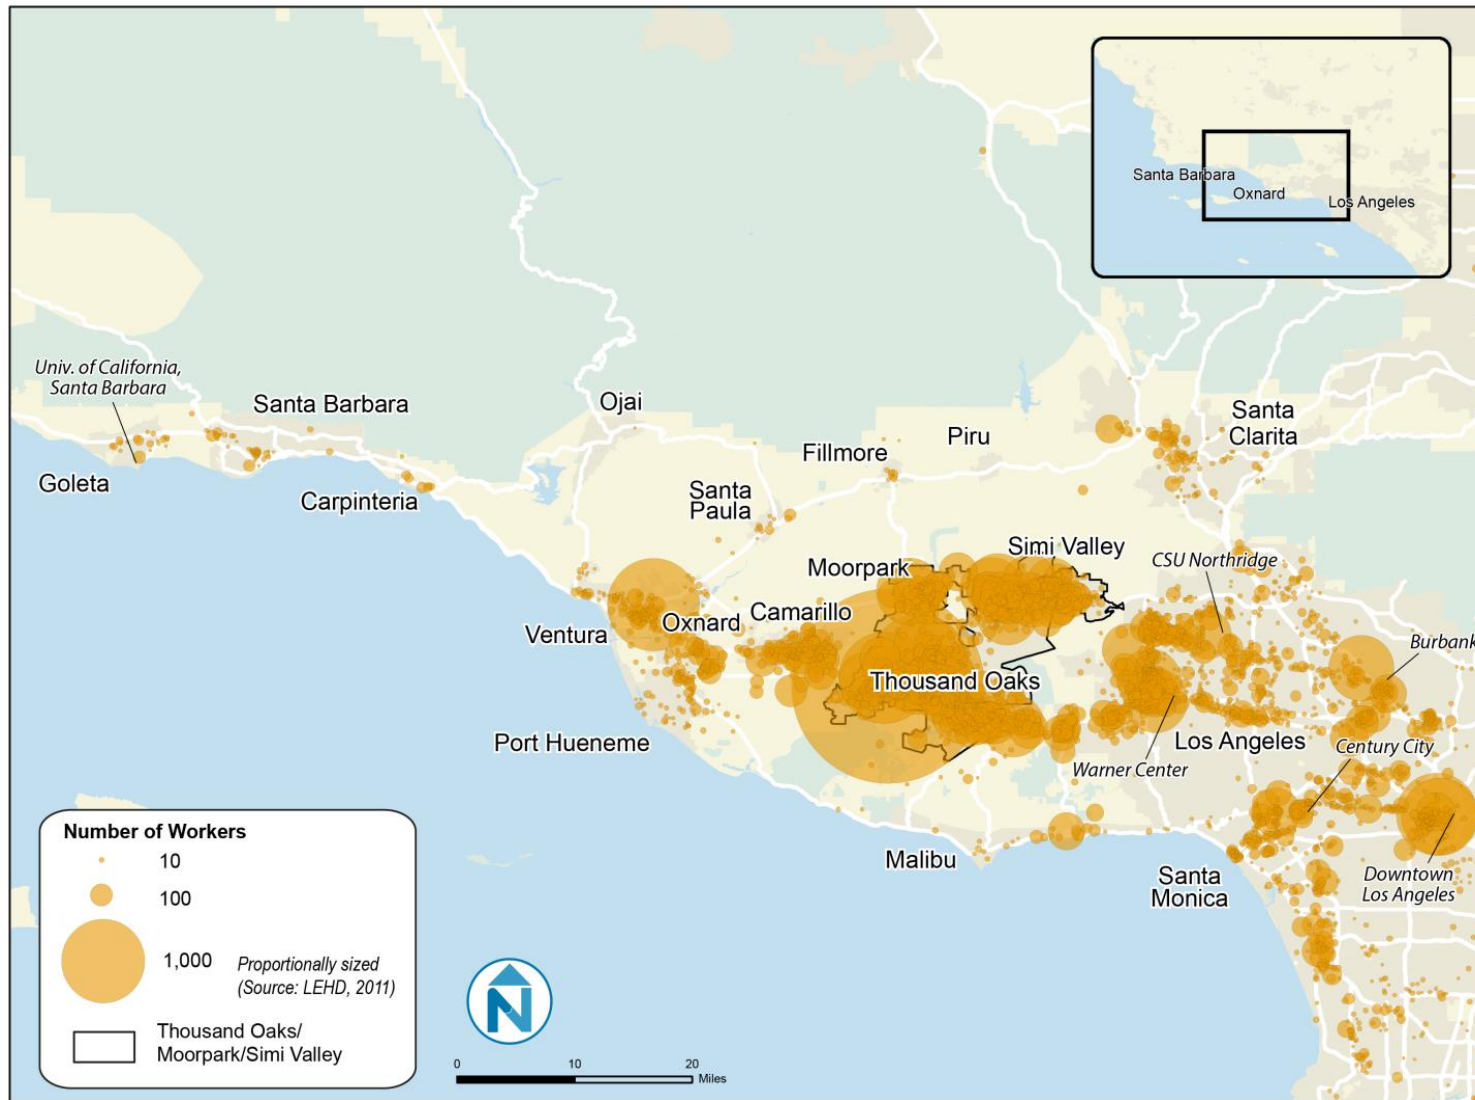 Santa Barbara
Oxnard
Los Angeles
Univ. of California,
Santa Barbara
Santa Barbara
Ojai
Goleta
Carpinteria
Fillmore
Piru
Santa
Clarita
Santa
Paula
Simi Valley
Moorpark
CSU Northridge
Camarillo
Oxnard
Ventura
Burbank
Thousand Oaks
Port Hueneme
Los Angeles
Century City
Warner Center
Malibu
Santa
Monica
Downtown
Los Angeles
Number of Workers
10
100
1,000
Proportionally sized
(Source: LEHD, 2011)
Thousand Oaks/
Moorpark/Simi Valley
N
0 10 20
Miles